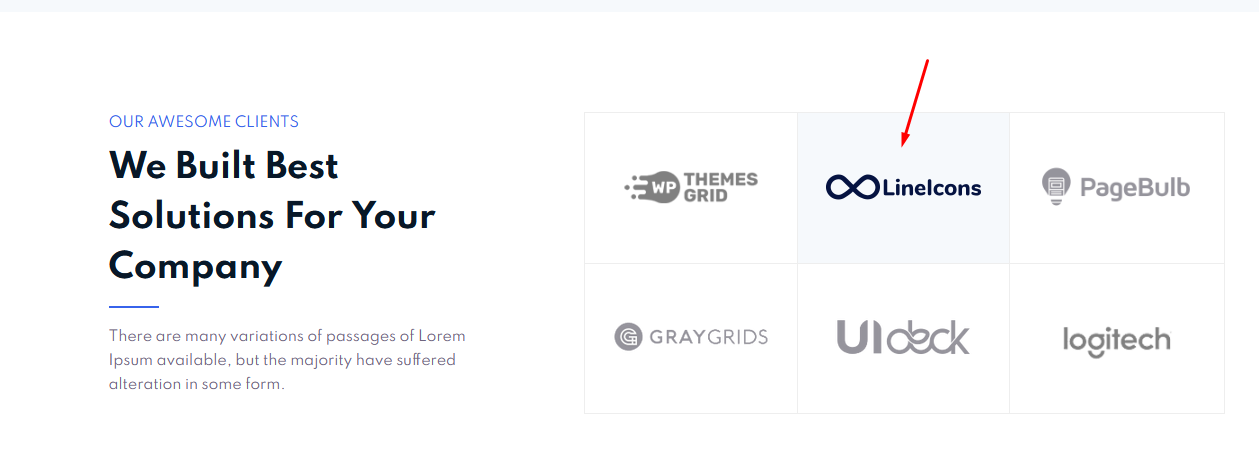 OUR AWESOME CLIENTS
We Built Best
Solutions For Your
Company
There are many variations of passages of Lorem
Ipsum available, but the majority have suffered
alteration in some form.
WP THEMES
GRID
LineIcons
PageBulb
GRAYGRIDS
UIdeck
logitech